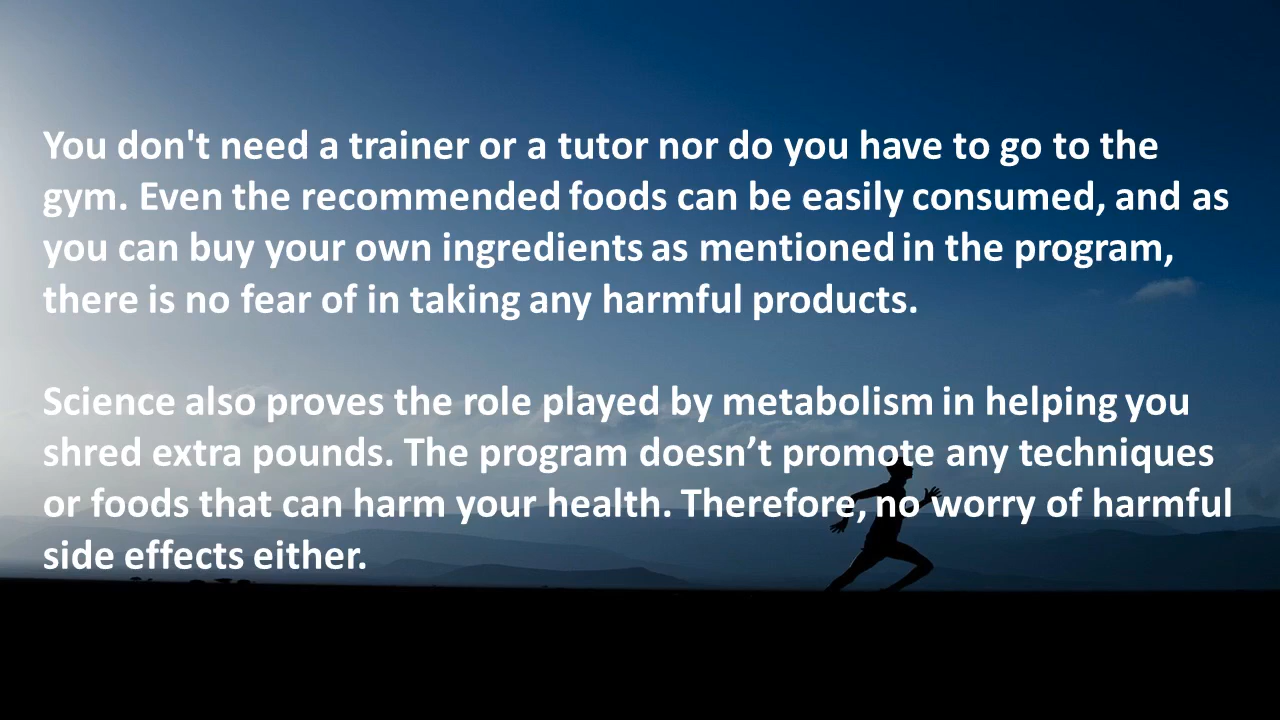 You don't need a trainer or a tutor nor do you have to go to the
gym. Even the recommended foods can be easily consumed, and as
you can buy your own ingredients as mentioned in the program,
there is no fear of in taking any harmful products.
Science also proves the role played by metabolism in helping you
shred extra pounds. The program doesn’t promote any techniques
or foods that can harm your health. Therefore, no worry of harmful
side effects either.